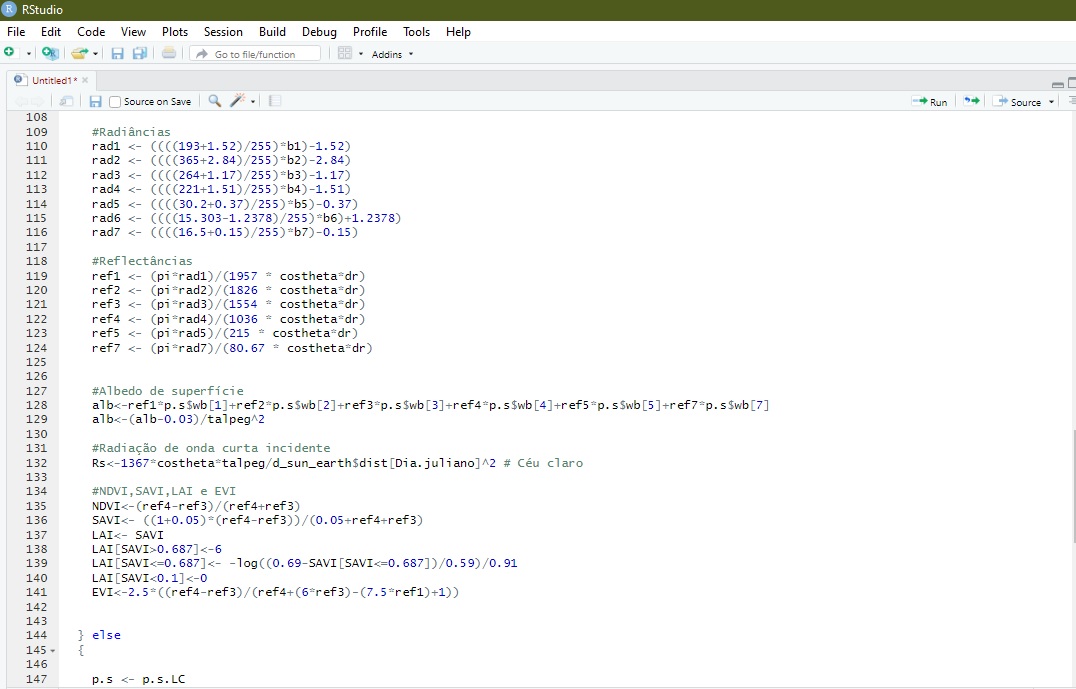 RStudio
File Edit Code View Plots Session Build Debug Profile Tools Help
Go to file/function Addins
Untitled1*
Source on Save Run Source
108
109 #Radiâncias
110 rad1 <- ((((193+1.52)/255)*b1)-1.52)
111 rad2 <- ((((365+2.84)/255)*b2)-2.84)
112 rad3 <- ((((264+1.17)/255)*b3)-1.17)
113 rad4 <- ((((221+1.51)/255)*b4)-1.51)
114 rad5 <- ((((30.2+0.37)/255)*b5)-0.37)
115 rad6 <- ((((15.303-1.2378)/255)*b6)+1.2378)
116 rad7 <- ((((16.5+0.15)/255)*b7)-0.15)
117
118 #Reflectâncias
119 ref1 <- (pi*rad1)/(1957 * costheta*dr)
120 ref2 <- (pi*rad2)/(1826 * costheta*dr)
121 ref3 <- (pi*rad3)/(1554 * costheta*dr)
122 ref4 <- (pi*rad4)/(1036 * costheta*dr)
123 ref5 <- (pi*rad5)/(215 * costheta*dr)
124 ref7 <- (pi*rad7)/(80.67 * costheta*dr)
125
126
127 #Albedo de superfície
128 alb<-ref1*p.s$wb[1]+ref2*p.s$wb[2]+ref3*p.s$wb[3]+ref4*p.s$wb[4]+ref5*p.s$wb[5]+ref7*p.s$wb[7]
129 alb<-(alb-0.03)/talpeg^2
130
131 #Radiação de onda curta incidente
132 Rs<-1367*costheta*talpeg/d_sun_earth$dist[Dia.juliano]^2 # Céu claro
133
134 #NDVI,SAVI,LAI e EVI
135 NDVI<-(ref4-ref3)/(ref4+ref3)
136 SAVI<- ((1+0.05)*(ref4-ref3))/(0.05+ref4+ref3)
137 LAI<- SAVI
138 LAI[SAVI>0.687]<-6
139 LAI[SAVI<=0.687]<- -log((0.69-SAVI[SAVI<=0.687])/0.59)/0.91
140 LAI[SAVI<0.1]<-0
141 EVI<-2.5*((ref4-ref3)/(ref4+(6*ref3)-(7.5*ref1)+1))
142
143
144 } else
145 {
146
147 p.s <- p.s.LC